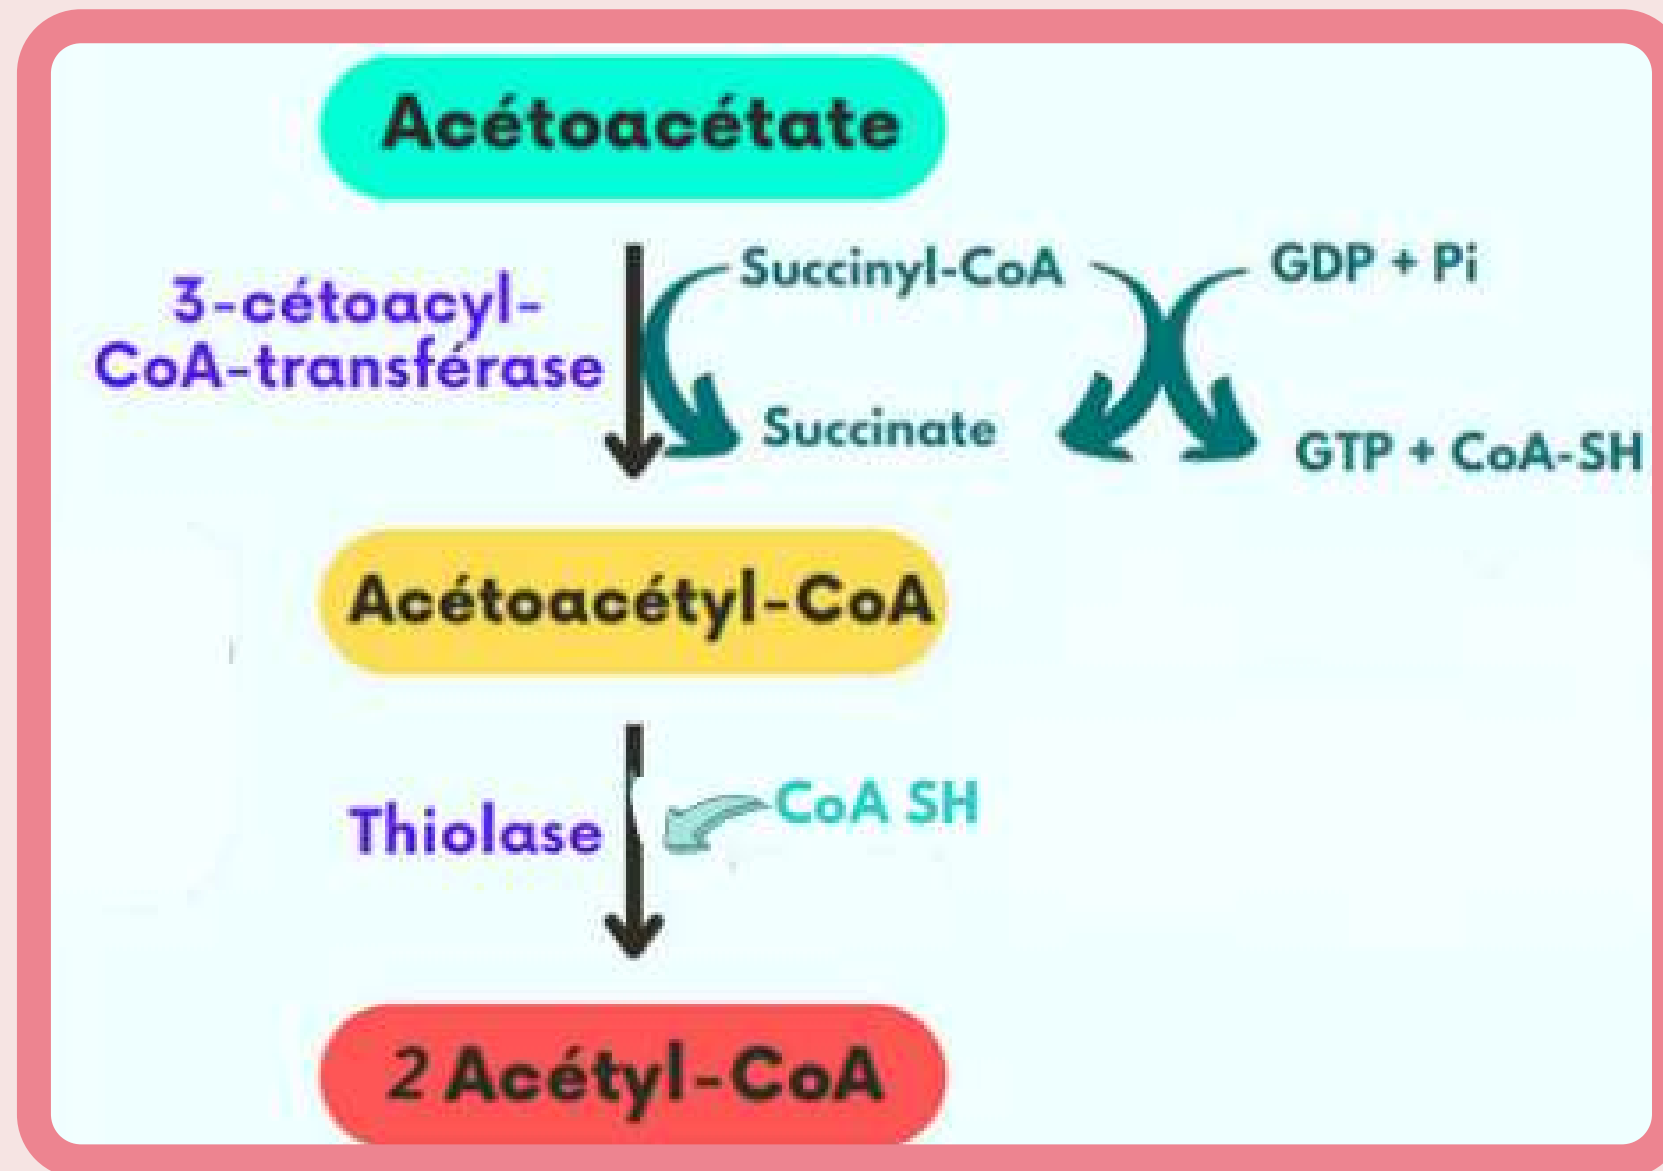 Acétoacétate
3-cétoacyl-
CoA-transférase
Succinyl-CoA
GDP + Pi
Succinate
GTP + CoA-SH
Acétoacétyl-CoA
Thiolase
CoA SH
2 Acétyl-CoA